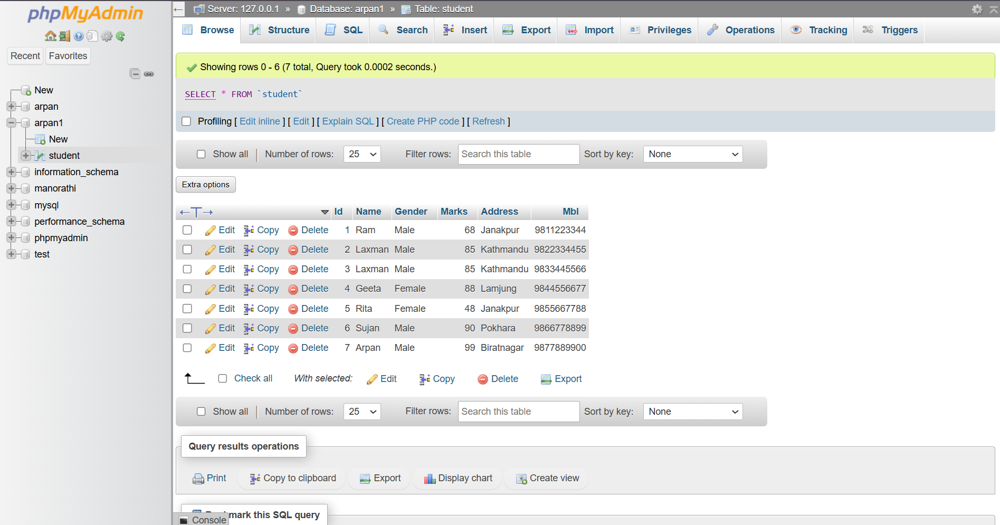 phpMyAdmin
Recent Favorites
New
arpan
arpan1
New
student
information_schema
manorathi
mysql
performance_schema
phpmyadmin
test
Server: 127.0.0.1 » Database: arpan1 » Table: student
Browse Structure SQL Search Insert Export Import Privileges Operations Tracking Triggers
Showing rows 0 - 6 (7 total, Query took 0.0002 seconds.)
SELECT * FROM `student`
Profiling [ Edit inline ] [ Edit ] [ Explain SQL ] [ Create PHP code ] [ Refresh ]
Show all Number of rows: 25 Filter rows: Search this table Sort by key: None
Extra options
←T→ Id Name Gender Marks Address Mbl
Edit Copy Delete 1 Ram Male 68 Janakpur 9811223344
Edit Copy Delete 2 Laxman Male 85 Kathmandu 9822334455
Edit Copy Delete 3 Laxman Male 85 Kathmandu 9833445566
Edit Copy Delete 4 Geeta Female 88 Lamjung 9844556677
Edit Copy Delete 5 Rita Female 48 Janakpur 9855667788
Edit Copy Delete 6 Sujan Male 90 Pokhara 9866778899
Edit Copy Delete 7 Arpan Male 99 Biratnagar 9877889900
Check all With selected: Edit Copy Delete Export
Show all Number of rows: 25 Filter rows: Search this table Sort by key: None
Query results operations
Print Copy to clipboard Export Display chart Create view
mark this SQL query
Console